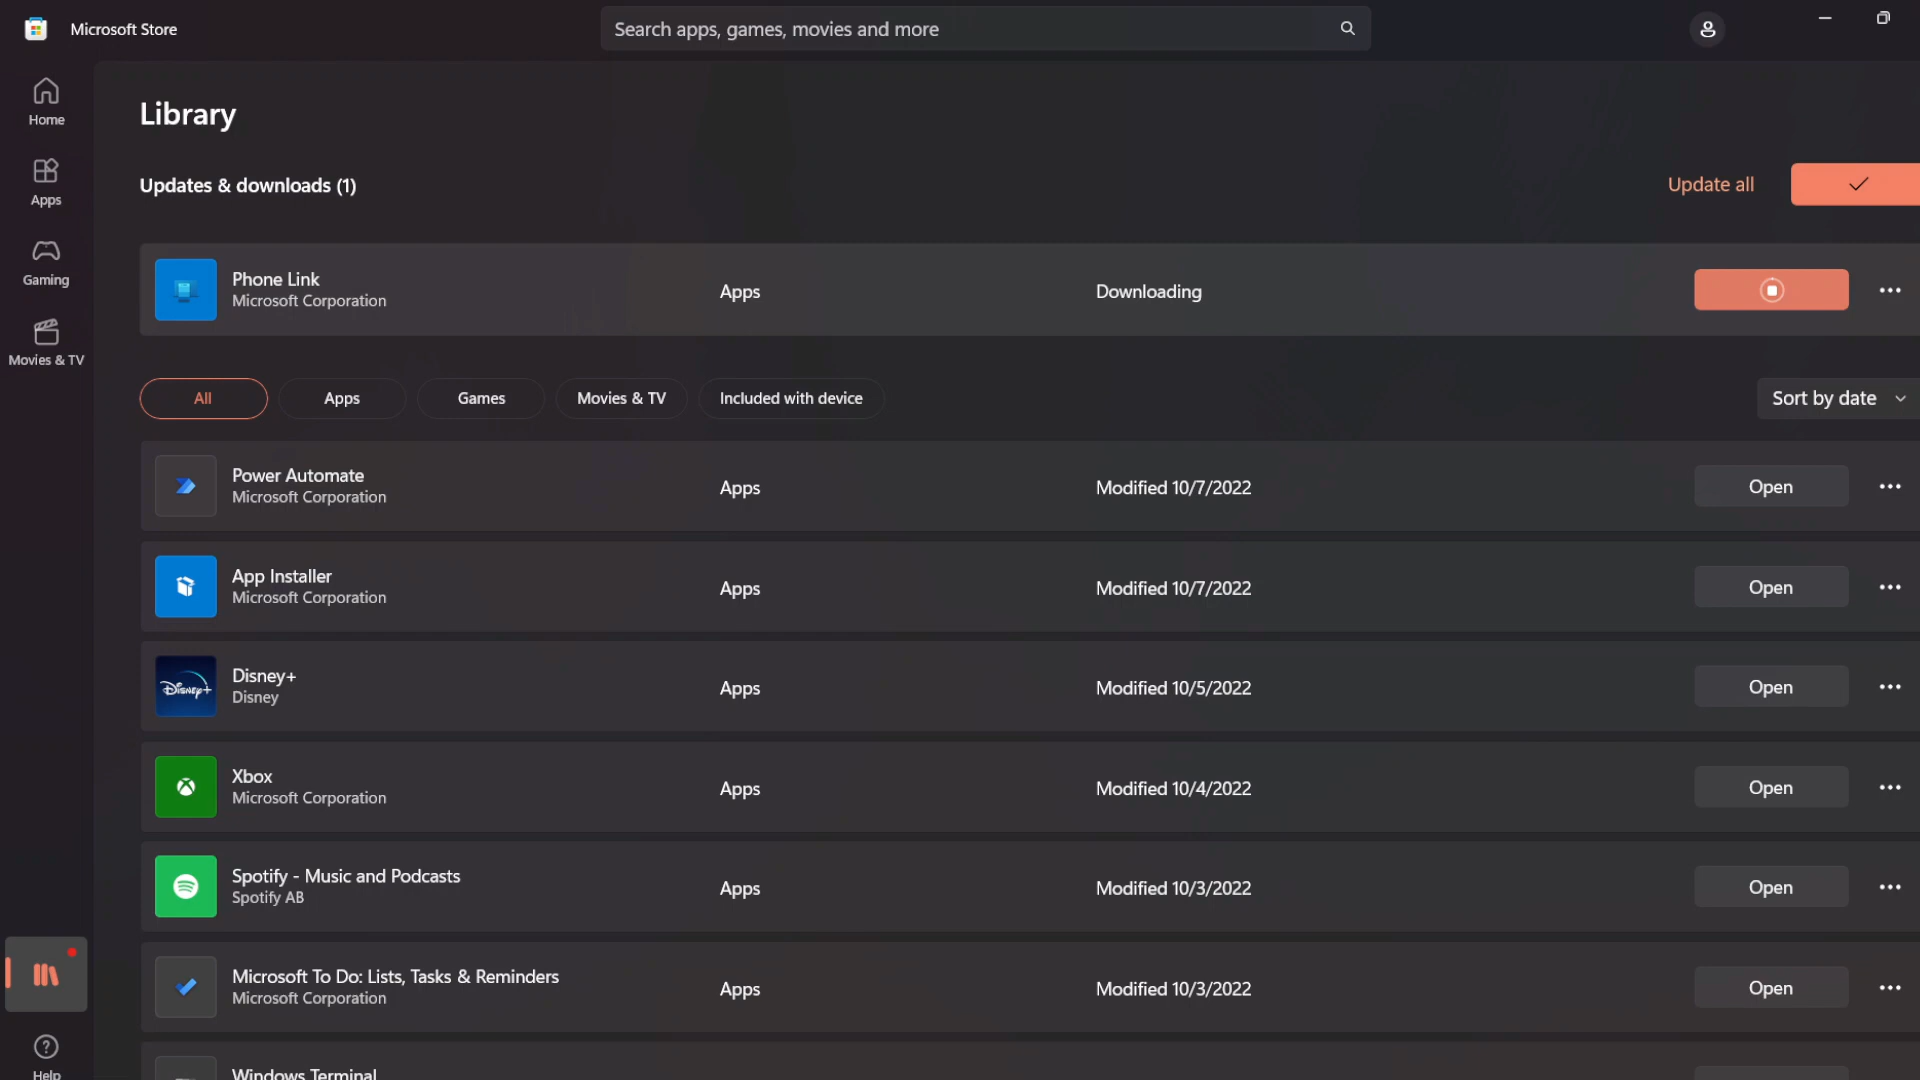 Microsoft Store
Search apps, games, movies and more
Home
Apps
Gaming
Movies & TV
Help
Library
Updates & downloads (1)
Update all
Phone Link
Microsoft Corporation
Apps
Downloading
All
Apps
Games
Movies & TV
Included with device
Sort by date
Power Automate
Microsoft Corporation
Apps
Modified 10/7/2022
Open
App Installer
Microsoft Corporation
Apps
Modified 10/7/2022
Open
Disney+
Disney+
Disney
Apps
Modified 10/5/2022
Open
Xbox
Microsoft Corporation
Apps
Modified 10/4/2022
Open
Spotify - Music and Podcasts
Spotify AB
Apps
Modified 10/3/2022
Open
Microsoft To Do: Lists, Tasks & Reminders
Microsoft Corporation
Apps
Modified 10/3/2022
Open
Windows Terminal